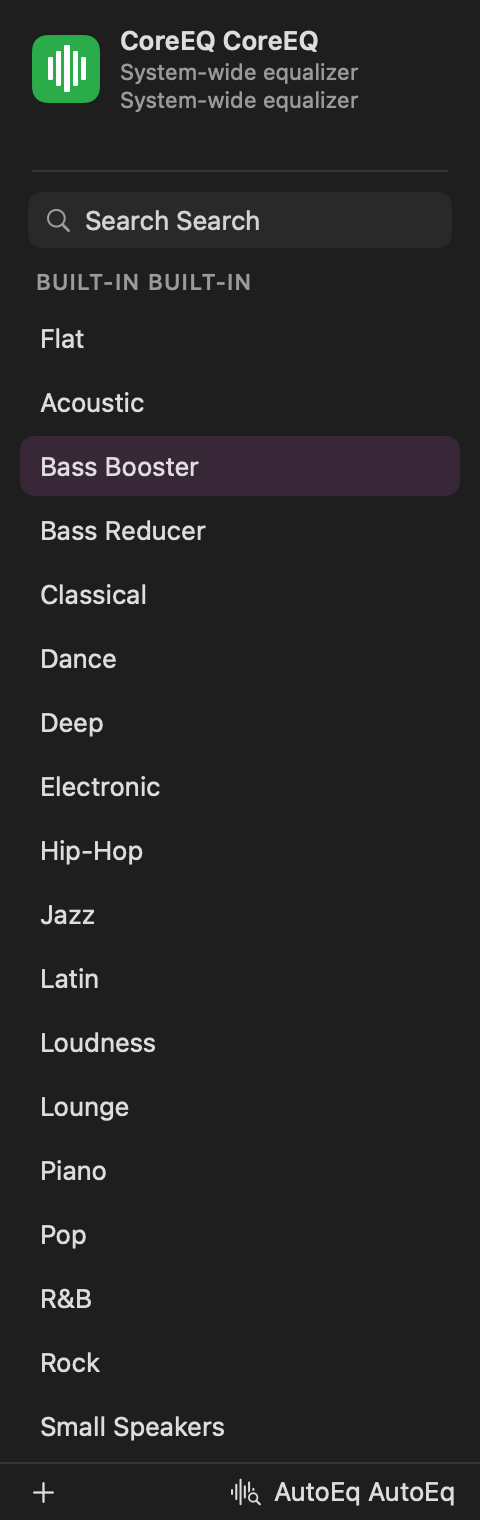 CoreEQ CoreEQ
System-wide equalizer
System-wide equalizer
Search Search
BUILT-IN BUILT-IN
Flat
Acoustic
Bass Booster
Bass Reducer
Classical
Dance
Deep
Electronic
Hip-Hop
Jazz
Latin
Loudness
Lounge
Piano
Pop
R&B
Rock
Small Speakers
AutoEq AutoEq